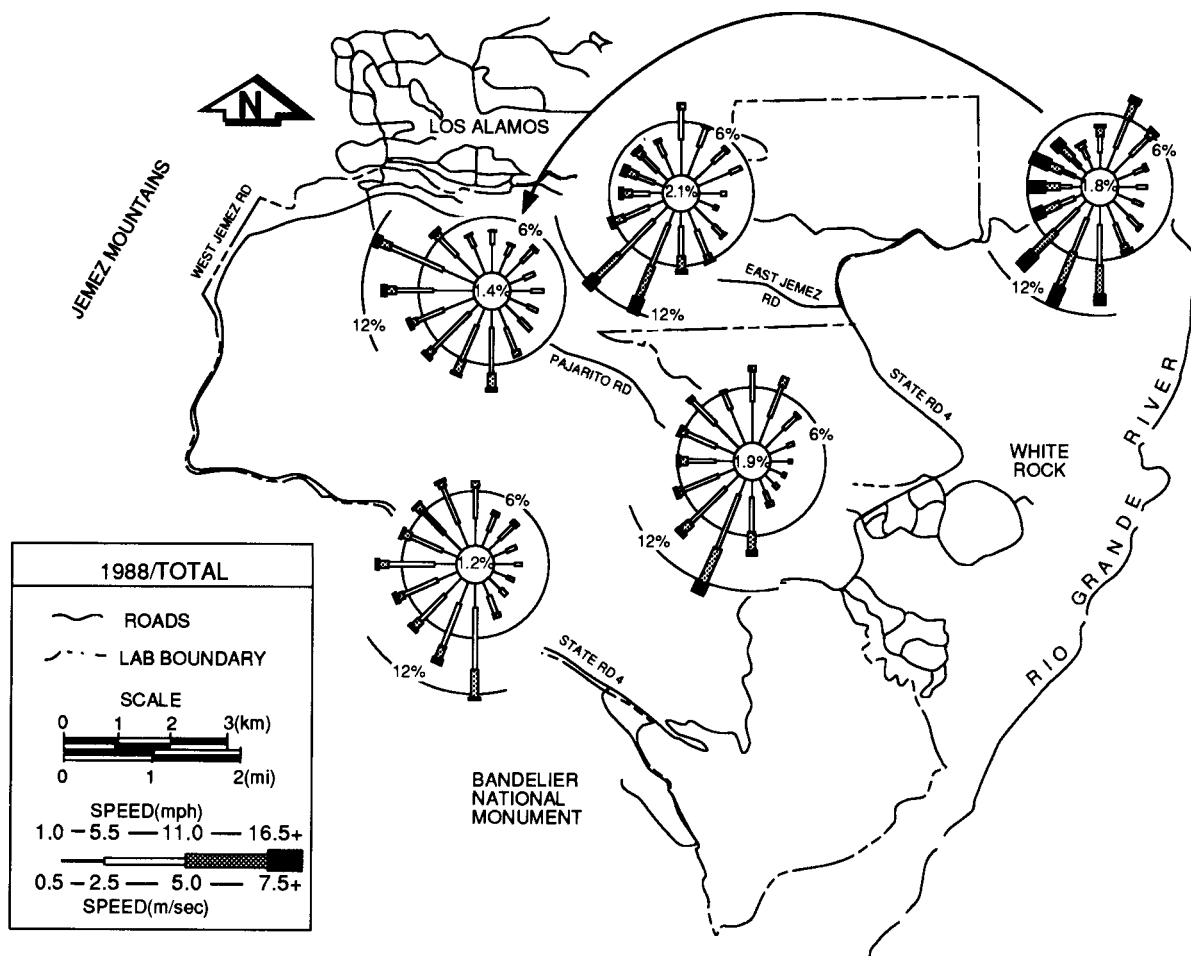 N
LOS ALAMOS
JEMEZ MOUNTAINS
WEST JEMEZ RD
6%
2.1%
12%
6%
1.8%
12%
6%
1.4%
12%
EAST JEMEZ
RD
PAJARITO RD
STATE RD 4
6%
1.9%
12%
WHITE
ROCK
RIO GRANDE RIVER
6%
1.2%
12%
STATE RD 4
BANDELIER
NATIONAL
MONUMENT
1988/TOTAL
ROADS
LAB BOUNDARY
SCALE
0 1 2 3(km)
0 1 2(mi)
SPEED(mph)
1.0 – 5.5 — 11.0 — 16.5+
0.5 – 2.5 — 5.0 — 7.5+
SPEED(m/sec)